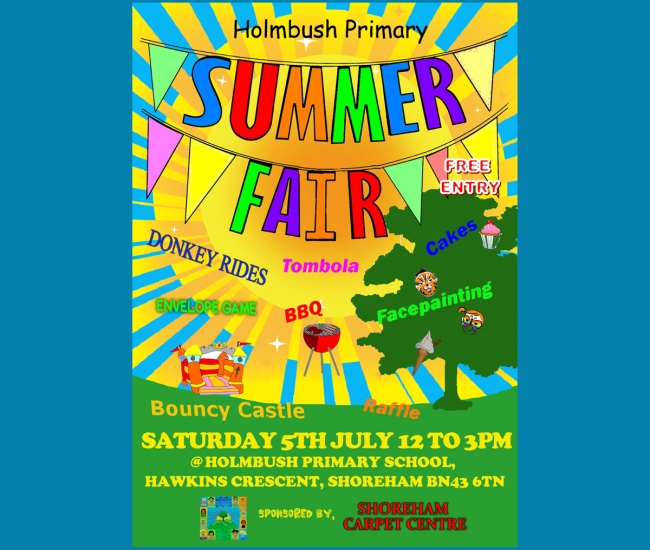 Holmbush Primary
SUMMER
FAIR
FREE
ENTRY
Cakes
DONKEY RIDES
Tombola
ENVELOPE GAME
BBQ
Facepainting
Bouncy Castle
Raffle
SATURDAY 5TH JULY 12 TO 3PM
@ HOLMBUSH PRIMARY SCHOOL,
HAWKINS CRESCENT, SHOREHAM BN43 6TN
SPONSORED BY,
SHOREHAM
CARPET CENTRE